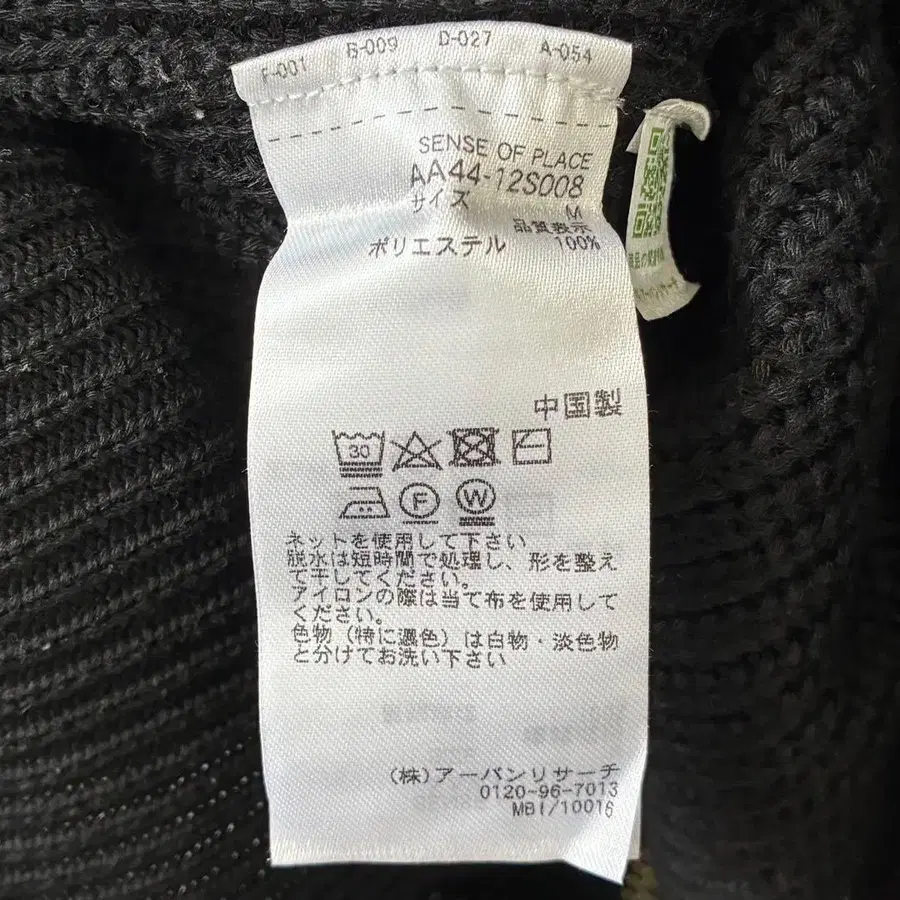 F-001 B-009 D-027 A-054
SENSE OF PLACE
AA44-12S008
サイズ M
品質表示
ポリエステル 100%
中国製
30
F W
ネットを使用して下さい
脱水は短時間で処理し、形を整え
て干してください。
アイロンの際は当て布を使用して
ください。
色物（特に濃色）は白物・淡色物
と分けてお洗い下さい
(株)アーバンリサーチ
0120-96-7013
MBI/10016